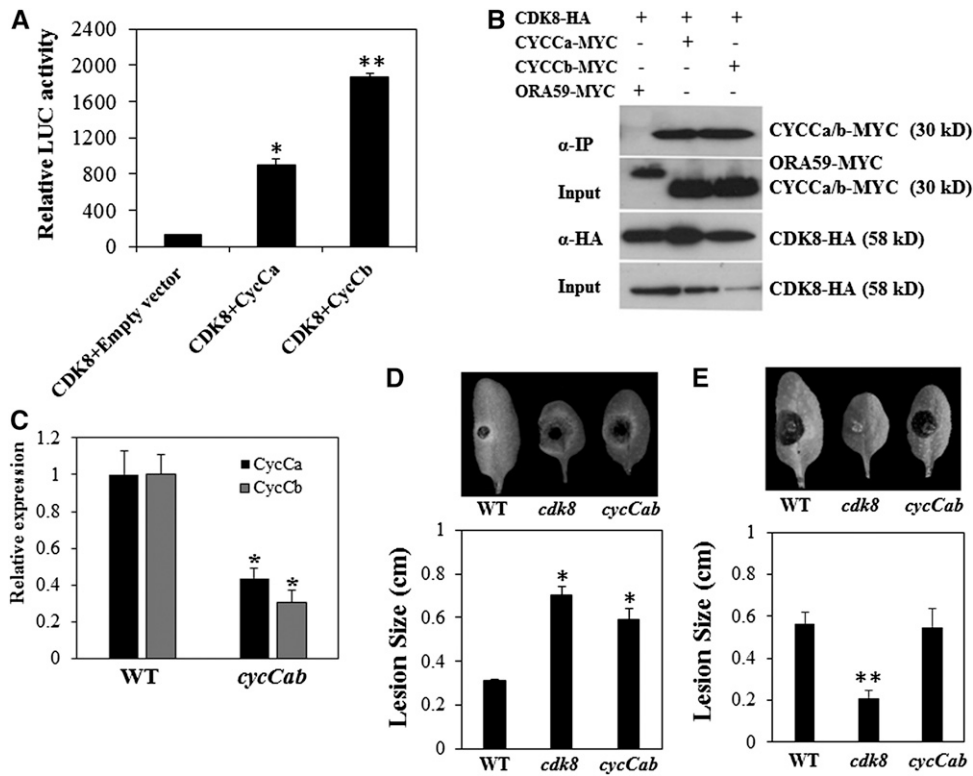 A
Relative LUC activity
2400
2000
1600
1200
800
400
0
*
**
CDK8+Empty vector
CDK8+CycCa
CDK8+CycCb
B
CDK8-HA + + +
CYCCa-MYC - + -
CYCCb-MYC - - +
ORA59-MYC + - -
α-IP
CYCCa/b-MYC (30 kD)
ORA59-MYC
Input
CYCCa/b-MYC (30 kD)
α-HA
CDK8-HA (58 kD)
Input
CDK8-HA (58 kD)
C
Relative expression
1.2
1
0.8
0.6
0.4
0.2
0
CycCa
CycCb
*
*
WT
cycCab
D
WT cdk8 cycCab
Lesion Size (cm)
1
0.8
0.6
0.4
0.2
0
*
*
WT cdk8 cycCab
E
WT cdk8 cycCab
Lesion Size (cm)
1
0.8
0.6
0.4
0.2
0
**
WT cdk8 cycCab